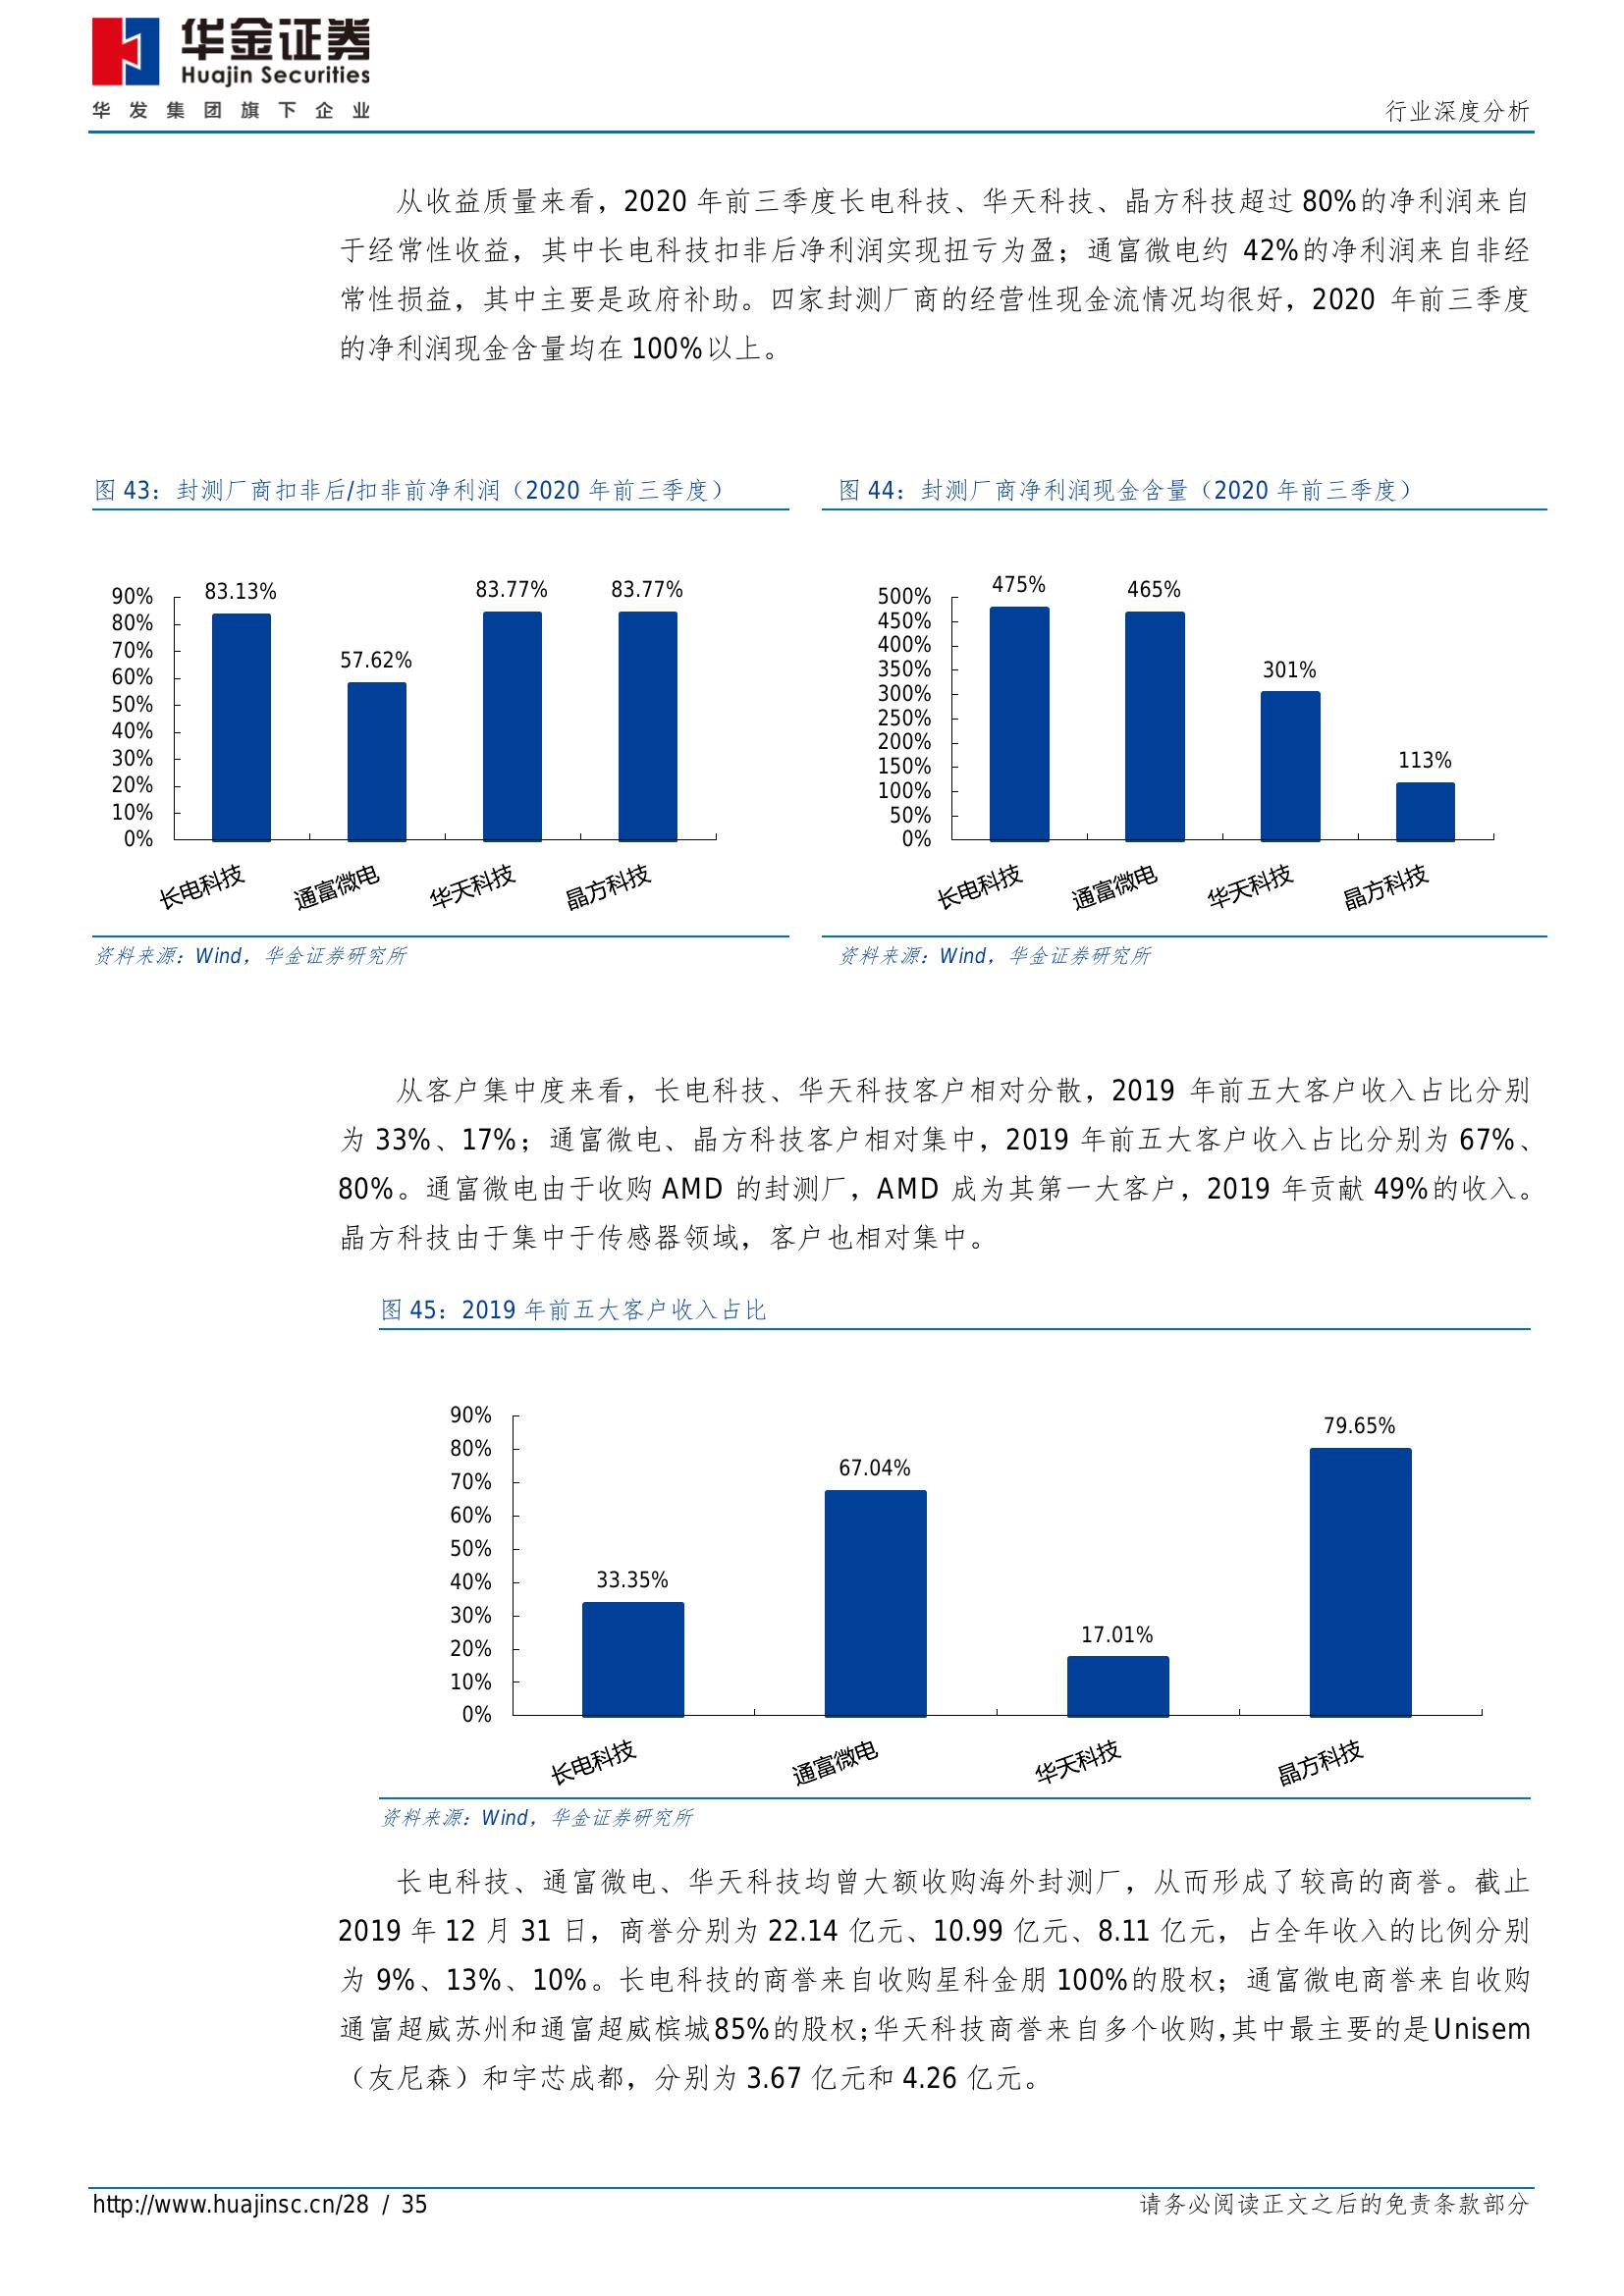 华金证券
Huajin Securities
华发集团旗下企业
行业深度分析
从收益质量来看，2020 年前三季度长电科技、华天科技、晶方科技超过 80%的净利润来自
于经常性收益，其中长电科技扣非后净利润实现扭亏为盈；通富微电约 42%的净利润来自非经
常性损益，其中主要是政府补助。四家封测厂商的经营性现金流情况均很好，2020 年前三季度
的净利润现金含量均在 100%以上。
图 43：封测厂商扣非后/扣非前净利润（2020 年前三季度）
90%
80%
70%
60%
50%
40%
30%
20%
10%
0%
83.13%
57.62%
83.77%
83.77%
长电科技
通富微电
华天科技
晶方科技
资料来源：Wind，华金证券研究所
图 44：封测厂商净利润现金含量（2020 年前三季度）
500%
450%
400%
350%
300%
250%
200%
150%
100%
50%
0%
475%
465%
301%
113%
长电科技
通富微电
华天科技
晶方科技
资料来源：Wind，华金证券研究所
从客户集中度来看，长电科技、华天科技客户相对分散，2019 年前五大客户收入占比分别
为 33%、17%；通富微电、晶方科技客户相对集中，2019 年前五大客户收入占比分别为 67%、
80%。通富微电由于收购 AMD 的封测厂，AMD 成为其第一大客户，2019 年贡献 49%的收入。
晶方科技由于集中于传感器领域，客户也相对集中。
图 45：2019 年前五大客户收入占比
90%
80%
70%
60%
50%
40%
30%
20%
10%
0%
33.35%
67.04%
17.01%
79.65%
长电科技
通富微电
华天科技
晶方科技
资料来源：Wind，华金证券研究所
长电科技、通富微电、华天科技均曾大额收购海外封测厂，从而形成了较高的商誉。截止
2019 年 12 月 31 日，商誉分别为 22.14 亿元、10.99 亿元、8.11 亿元，占全年收入的比例分别
为 9%、13%、10%。长电科技的商誉来自收购星科金朋 100%的股权；通富微电商誉来自收购
通富超威苏州和通富超威槟城85%的股权；华天科技商誉来自多个收购，其中最主要的是Unisem
（友尼森）和宇芯成都，分别为 3.67 亿元和 4.26 亿元。
http://www.huajinsc.cn/28 / 35
请务必阅读正文之后的免责条款部分